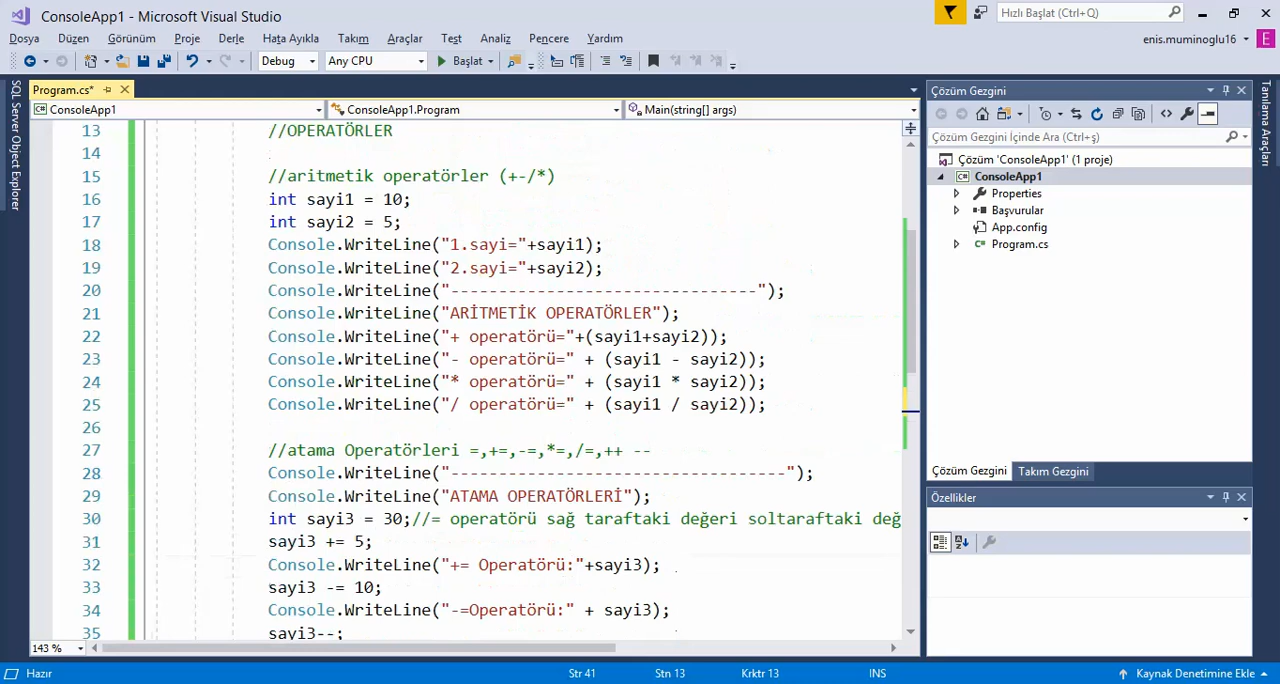 ConsoleApp1 - Microsoft Visual Studio
Hızlı Başlat (Ctrl+Q)
Dosya Düzen Görünüm Proje Derle Hata Ayıkla Takım Araçlar Test Analiz Pencere Yardım
enis.muminoglu16 E
Debug Any CPU Başlat
SQL Server Object Explorer
Program.cs*
ConsoleApp1 ConsoleApp1.Program Main(string[] args)
13 //OPERATÖRLER
14
15 //aritmetik operatörler (+-/*)
16 int sayi1 = 10;
17 int sayi2 = 5;
18 Console.WriteLine("1.sayi="+sayi1);
19 Console.WriteLine("2.sayi="+sayi2);
20 Console.WriteLine("--------------------------------");
21 Console.WriteLine("ARİTMETİK OPERATÖRLER");
22 Console.WriteLine("+ operatörü="+(sayi1+sayi2));
23 Console.WriteLine("- operatörü=" + (sayi1 - sayi2));
24 Console.WriteLine("* operatörü=" + (sayi1 * sayi2));
25 Console.WriteLine("/ operatörü=" + (sayi1 / sayi2));
26
27 //atama Operatörleri =,+=,-=,*=,/=,++ --
28 Console.WriteLine("-----------------------------------");
29 Console.WriteLine("ATAMA OPERATÖRLERİ");
30 int sayi3 = 30;//= operatörü sağ taraftaki değeri soltaraftaki değ
31 sayi3 += 5;
32 Console.WriteLine("+= Operatörü:"+sayi3);
33 sayi3 -= 10;
34 Console.WriteLine("-=Operatörü:" + sayi3);
35 sayi3--;
143 %
Çözüm Gezgini
Çözüm Gezgini İçinde Ara (Ctrl+ş)
Çözüm 'ConsoleApp1' (1 proje)
ConsoleApp1
Properties
Başvurular
App.config
Program.cs
Çözüm Gezgini Takım Gezgini
Özellikler
Tanılama Araçları
Hazır Str 41 Stn 13 Krktr 13 INS Kaynak Denetimine Ekle